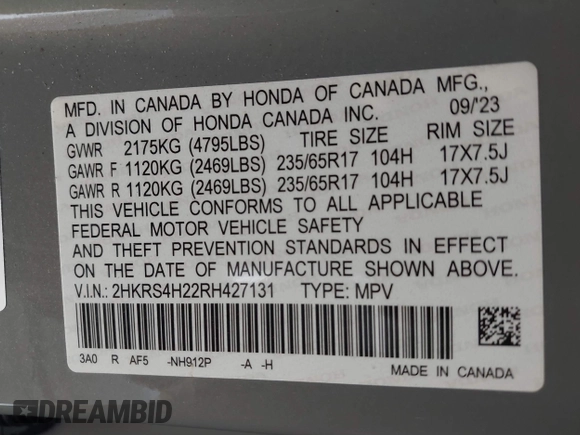 MFD. IN CANADA BY HONDA OF CANADA MFG.,
A DIVISION OF HONDA CANADA INC. 09/'23
GVWR 2175KG (4795LBS) TIRE SIZE RIM SIZE
GAWR F 1120KG (2469LBS) 235/65R17 104H 17X7.5J
GAWR R 1120KG (2469LBS) 235/65R17 104H 17X7.5J
THIS VEHICLE CONFORMS TO ALL APPLICABLE
FEDERAL MOTOR VEHICLE SAFETY
AND THEFT PREVENTION STANDARDS IN EFFECT
ON THE DATE OF MANUFACTURE SHOWN ABOVE.
V.I.N.: 2HKRS4H22RH427131 TYPE: MPV
3A0 R AF5 -NH912P -A -H
MADE IN CANADA
DREAMBID